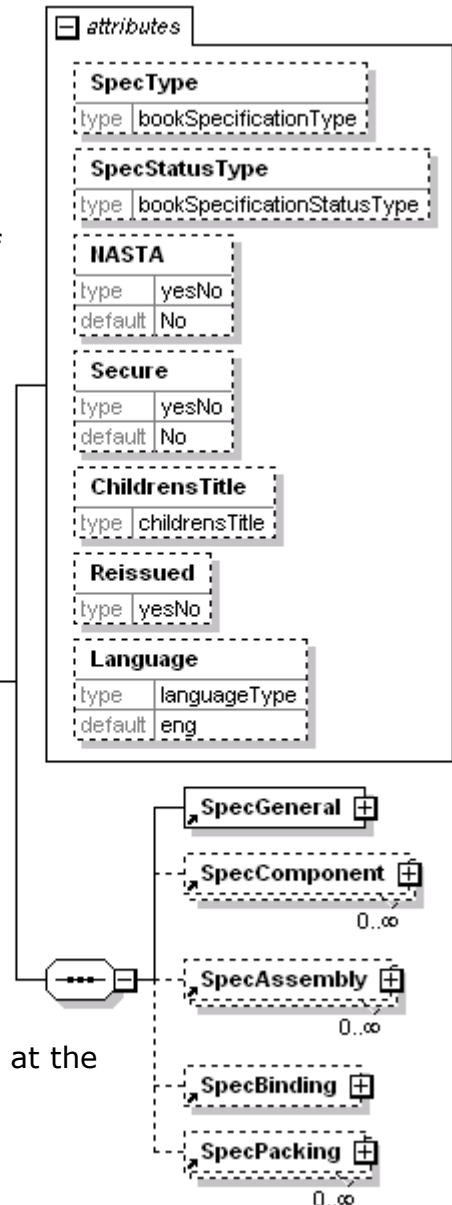 attributes
SpecType
type bookSpecificationType
SpecStatusType
type bookSpecificationStatusType
NASTA
type yesNo
default No
Secure
type yesNo
default No
ChildrensTitle
type childrensTitle
Reissued
type yesNo
Language
type languageType
default eng
SpecGeneral
SpecComponent
0..∞
SpecAssembly
0..∞
at the
SpecBinding
SpecPacking
0..∞